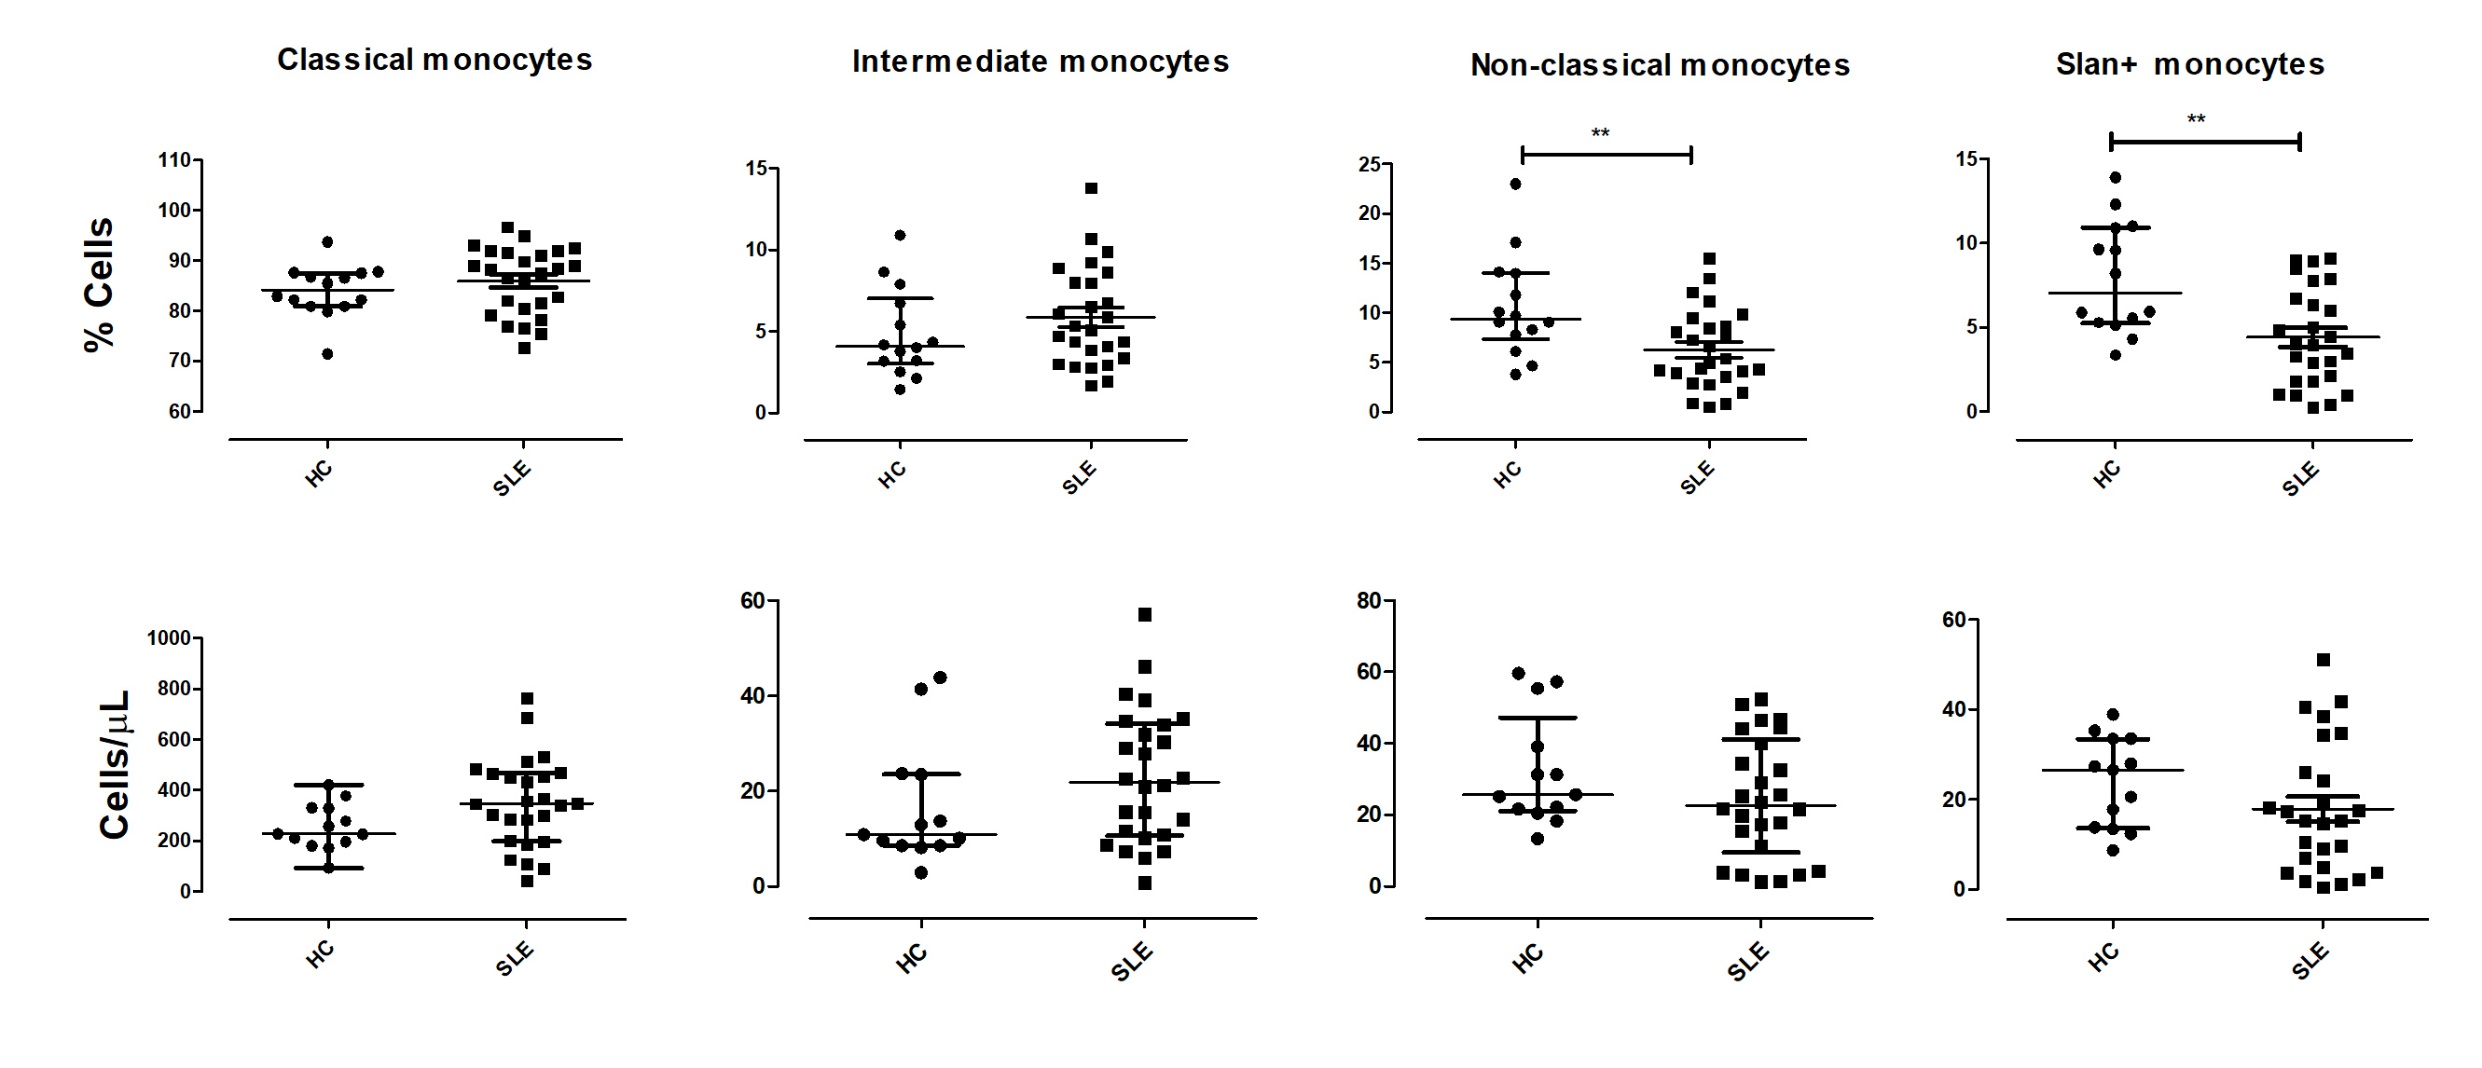 Classical monocytes
Intermediate monocytes
Non-classical monocytes
Slan+ monocytes
% Cells
110
100
90
80
70
60
HC
SLE
15
10
5
0
HC
SLE
**
25
20
15
10
5
0
HC
SLE
**
15
10
5
0
HC
SLE
Cells/µL
1000
800
600
400
200
0
HC
SLE
60
40
20
0
HC
SLE
80
60
40
20
0
HC
SLE
60
40
20
0
HC
SLE